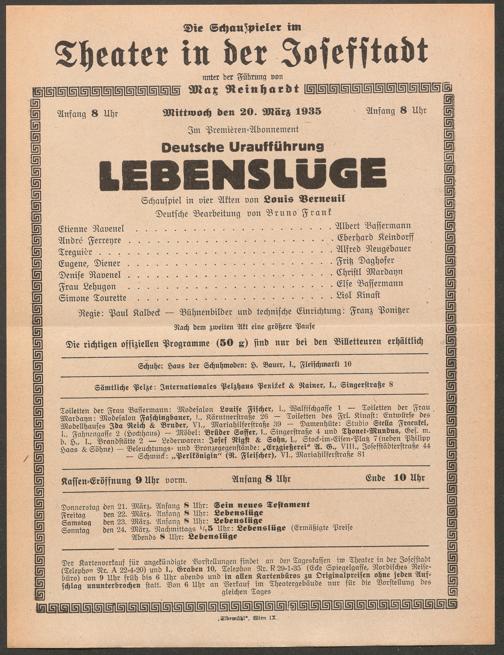 Die Schauspieler im
Theater in der Josefstadt
unter der Führung von
Max Reinhardt
Anfang 8 Uhr Mittwoch den 20. März 1935 Anfang 8 Uhr
Im Premièren-Abonnement
Deutsche Uraufführung
LEBENSLÜGE
Schauspiel in vier Akten von Louis Verneuil
Deutsche Bearbeitung von Bruno Frank
Etienne Ravenel . . . . . . . . . . . . . . . . . . Albert Bassermann
André Ferreyre . . . . . . . . . . . . . . . . . . Eberhard Keindorff
Treguièr . . . . . . . . . . . . . . . . . . Alfred Neugebauer
Eugene, Diener . . . . . . . . . . . . . . . . . . Fritz Daghofer
Denise Ravenel . . . . . . . . . . . . . . . . . . Christl Mardayn
Frau Lehugon . . . . . . . . . . . . . . . . . . Else Bassermann
Simone Tourette . . . . . . . . . . . . . . . . . . Lisl Kinast
Regie: Paul Kalbeck — Bühnenbilder und technische Einrichtung: Franz Ponitzer
Nach dem zweiten Akt eine größere Pause
Die richtigen offiziellen Programme (50 g) sind nur bei den Billetteuren erhältlich
Schuhe: Haus der Schuhmoden: H. Bauer, I., Fleischmarkt 10
Sämtliche Pelze: Internationales Pelzhaus Penižek & Rainer, I., Singerstraße 8
Toiletten der Frau Bassermann: Modesalon Louise Fischer, I., Wallfischgasse 1 — Toiletten der Frau
Mardayn: Modesalon Faschingbauer, I., Kärntnerstraße 26 — Toiletten des Frl. Kinast: Entwürfe des
Modellhauses Ida Reich & Bruder, VI., Mariahilferstraße 39 — Damenhüte: Studio Stella Fraenkel,
I., Fahnengasse 2 (Hochhaus) — Möbel: Brüder Soffer, I., Singerstraße 4 und Thonet-Mundus, Ges. m.
b. H., I., Brandstätte 2 — Lederwaren: Josef Nigst & Sohn, I., Stock-im-Eisen-Platz 7 (neben Philipp
Haas & Söhne) — Beleuchtungs- und Bronzegegenstände: „Erzgießerei" A. G., VIII., Josefstädterstraße 44
— Schmuck: „Perlkönigin" (R. Fleischer), VI., Mariahilferstraße 81
Kassen-Eröffnung 9 Uhr vorm. Anfang 8 Uhr Ende 10 Uhr
Donnerstag den 21. März. Anfang 8 Uhr: Sein neues Testament
Freitag den 22. März. Anfang 8 Uhr: Lebenslüge
Samstag den 23. März. Anfang 8 Uhr: Lebenslüge
Sonntag den 24. März. Nachmittags ¼5 Uhr: Lebenslüge (Ermäßigte Preise
Abends 8 Uhr: Lebenslüge
Der Kartenverkauf für angekündigte Vorstellungen findet an den Tageskassen im Theater in der Josefstadt
(Telephon Nr. A 22-4-20) und I., Graben 10, Telephon Nr. R 29-1-35 (Ecke Spiegelgasse, Nordisches Reise-
büro) von 9 Uhr früh bis 6 Uhr abends und in allen Kartenbüros zu Originalpreisen ohne jeden Auf-
schlag ununterbrochen statt. Von 6 Uhr an Verkauf im Theatergebäude nur für die Vorstellung des
gleichen Tages
„Elbemühl", Wien IX.